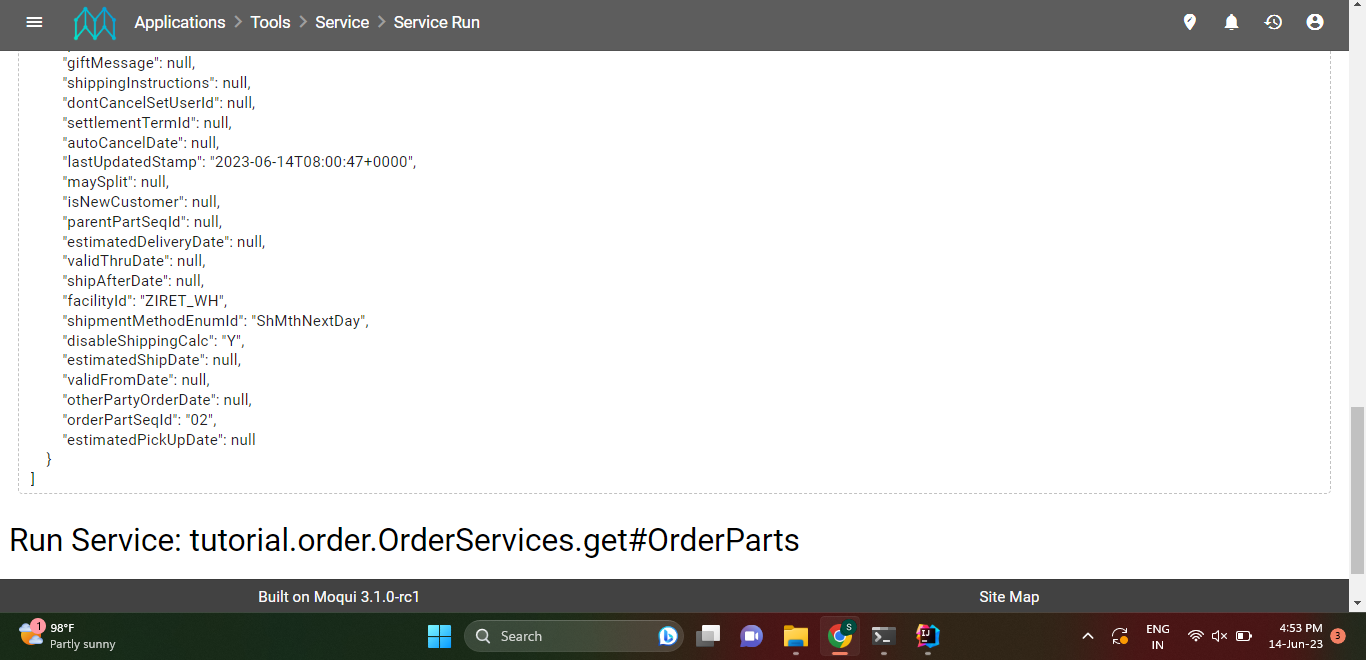 Applications > Tools > Service > Service Run
"giftMessage": null,
"shippingInstructions": null,
"dontCancelSetUserId": null,
"settlementTermId": null,
"autoCancelDate": null,
"lastUpdatedStamp": "2023-06-14T08:00:47+0000",
"maySplit": null,
"isNewCustomer": null,
"parentPartSeqId": null,
"estimatedDeliveryDate": null,
"validThruDate": null,
"shipAfterDate": null,
"facilityId": "ZIRET_WH",
"shipmentMethodEnumId": "ShMthNextDay",
"disableShippingCalc": "Y",
"estimatedShipDate": null,
"validFromDate": null,
"otherPartyOrderDate": null,
"orderPartSeqId": "02",
"estimatedPickUpDate": null
}
]
Run Service: tutorial.order.OrderServices.get#OrderParts
Built on Moqui 3.1.0-rc1
Site Map
1
98°F
Partly sunny
Search
S
IJ
ENG
IN
4:53 PM
14-Jun-23
3